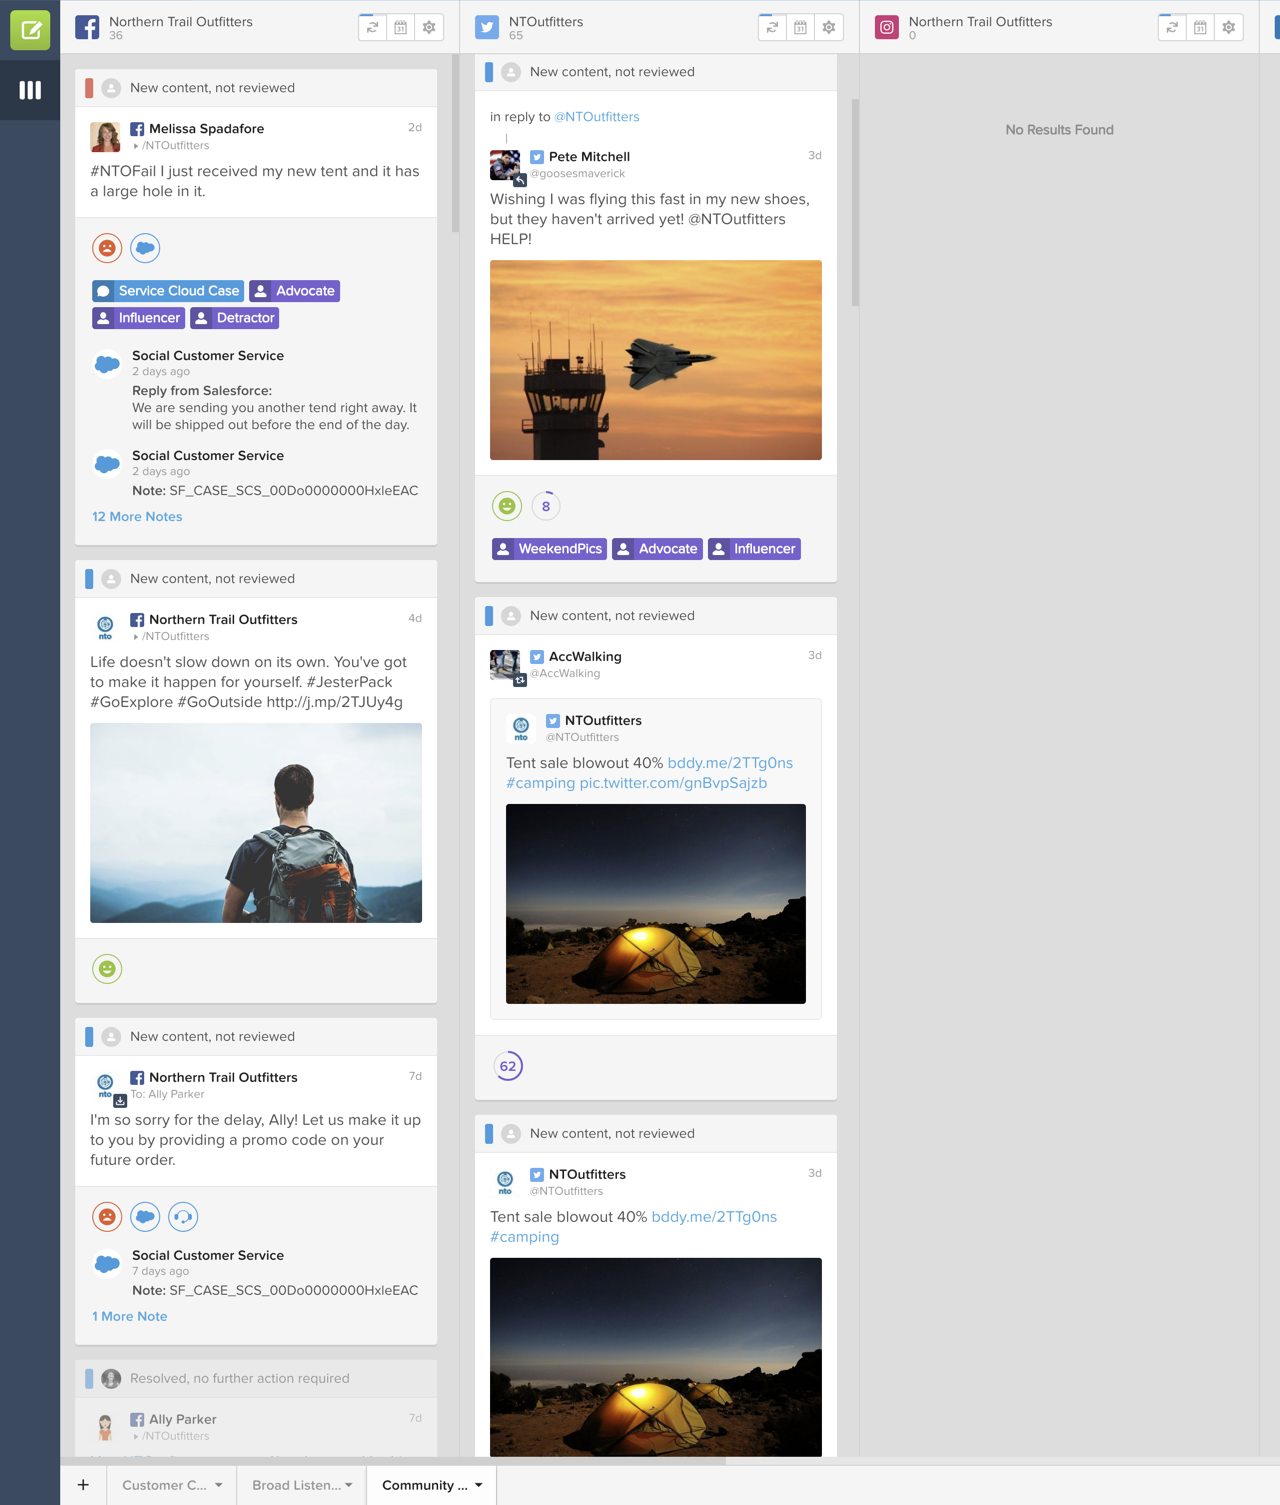 Northern Trail Outfitters
36
31
New content, not reviewed
Melissa Spadafore
2d
/NTOutfitters
#NTOFail I just received my new tent and it has
a large hole in it.
Service Cloud Case
Advocate
Influencer
Detractor
Social Customer Service
2 days ago
Reply from Salesforce:
We are sending you another tend right away. It
will be shipped out before the end of the day.
Social Customer Service
2 days ago
Note: SF_CASE_SCS_00Do0000000HxleEAC
12 More Notes
New content, not reviewed
nto
Northern Trail Outfitters
4d
/NTOutfitters
Life doesn't slow down on its own. You've got
to make it happen for yourself. #JesterPack
#GoExplore #GoOutside http://j.mp/2TJUy4g
New content, not reviewed
nto
Northern Trail Outfitters
7d
To: Ally Parker
I'm so sorry for the delay, Ally! Let us make it up
to you by providing a promo code on your
future order.
Social Customer Service
7 days ago
Note: SF_CASE_SCS_00Do0000000HxleEAC
1 More Note
Resolved, no further action required
Ally Parker
7d
/NTOutfitters
NTOutfitters
65
31
New content, not reviewed
in reply to @NTOutfitters
Pete Mitchell
3d
@goosesmaverick
Wishing I was flying this fast in my new shoes,
but they haven't arrived yet! @NTOutfitters
HELP!
8
WeekendPics
Advocate
Influencer
New content, not reviewed
AccWalking
3d
@AccWalking
nto
NTOutfitters
@NTOutfitters
Tent sale blowout 40% bddy.me/2TTg0ns
#camping pic.twitter.com/gnBvpSajzb
62
New content, not reviewed
nto
NTOutfitters
3d
@NTOutfitters
Tent sale blowout 40% bddy.me/2TTg0ns
#camping
Northern Trail Outfitters
0
31
No Results Found
+
Customer C...
Broad Listen...
Community ...